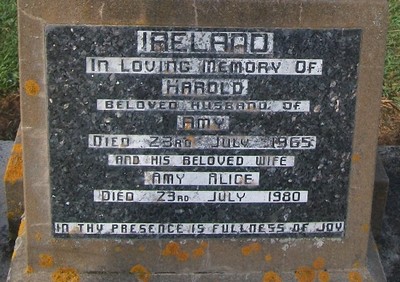 IRELAND
IN LOVING MEMORY OF
HAROLD
BELOVED HUSBAND OF
AMY
DIED 23RD JULY 1965
AND HIS BELOVED WIFE
AMY ALICE
DIED 23RD JULY 1980
IN THY PRESENCE IS FULLNESS OF JOY